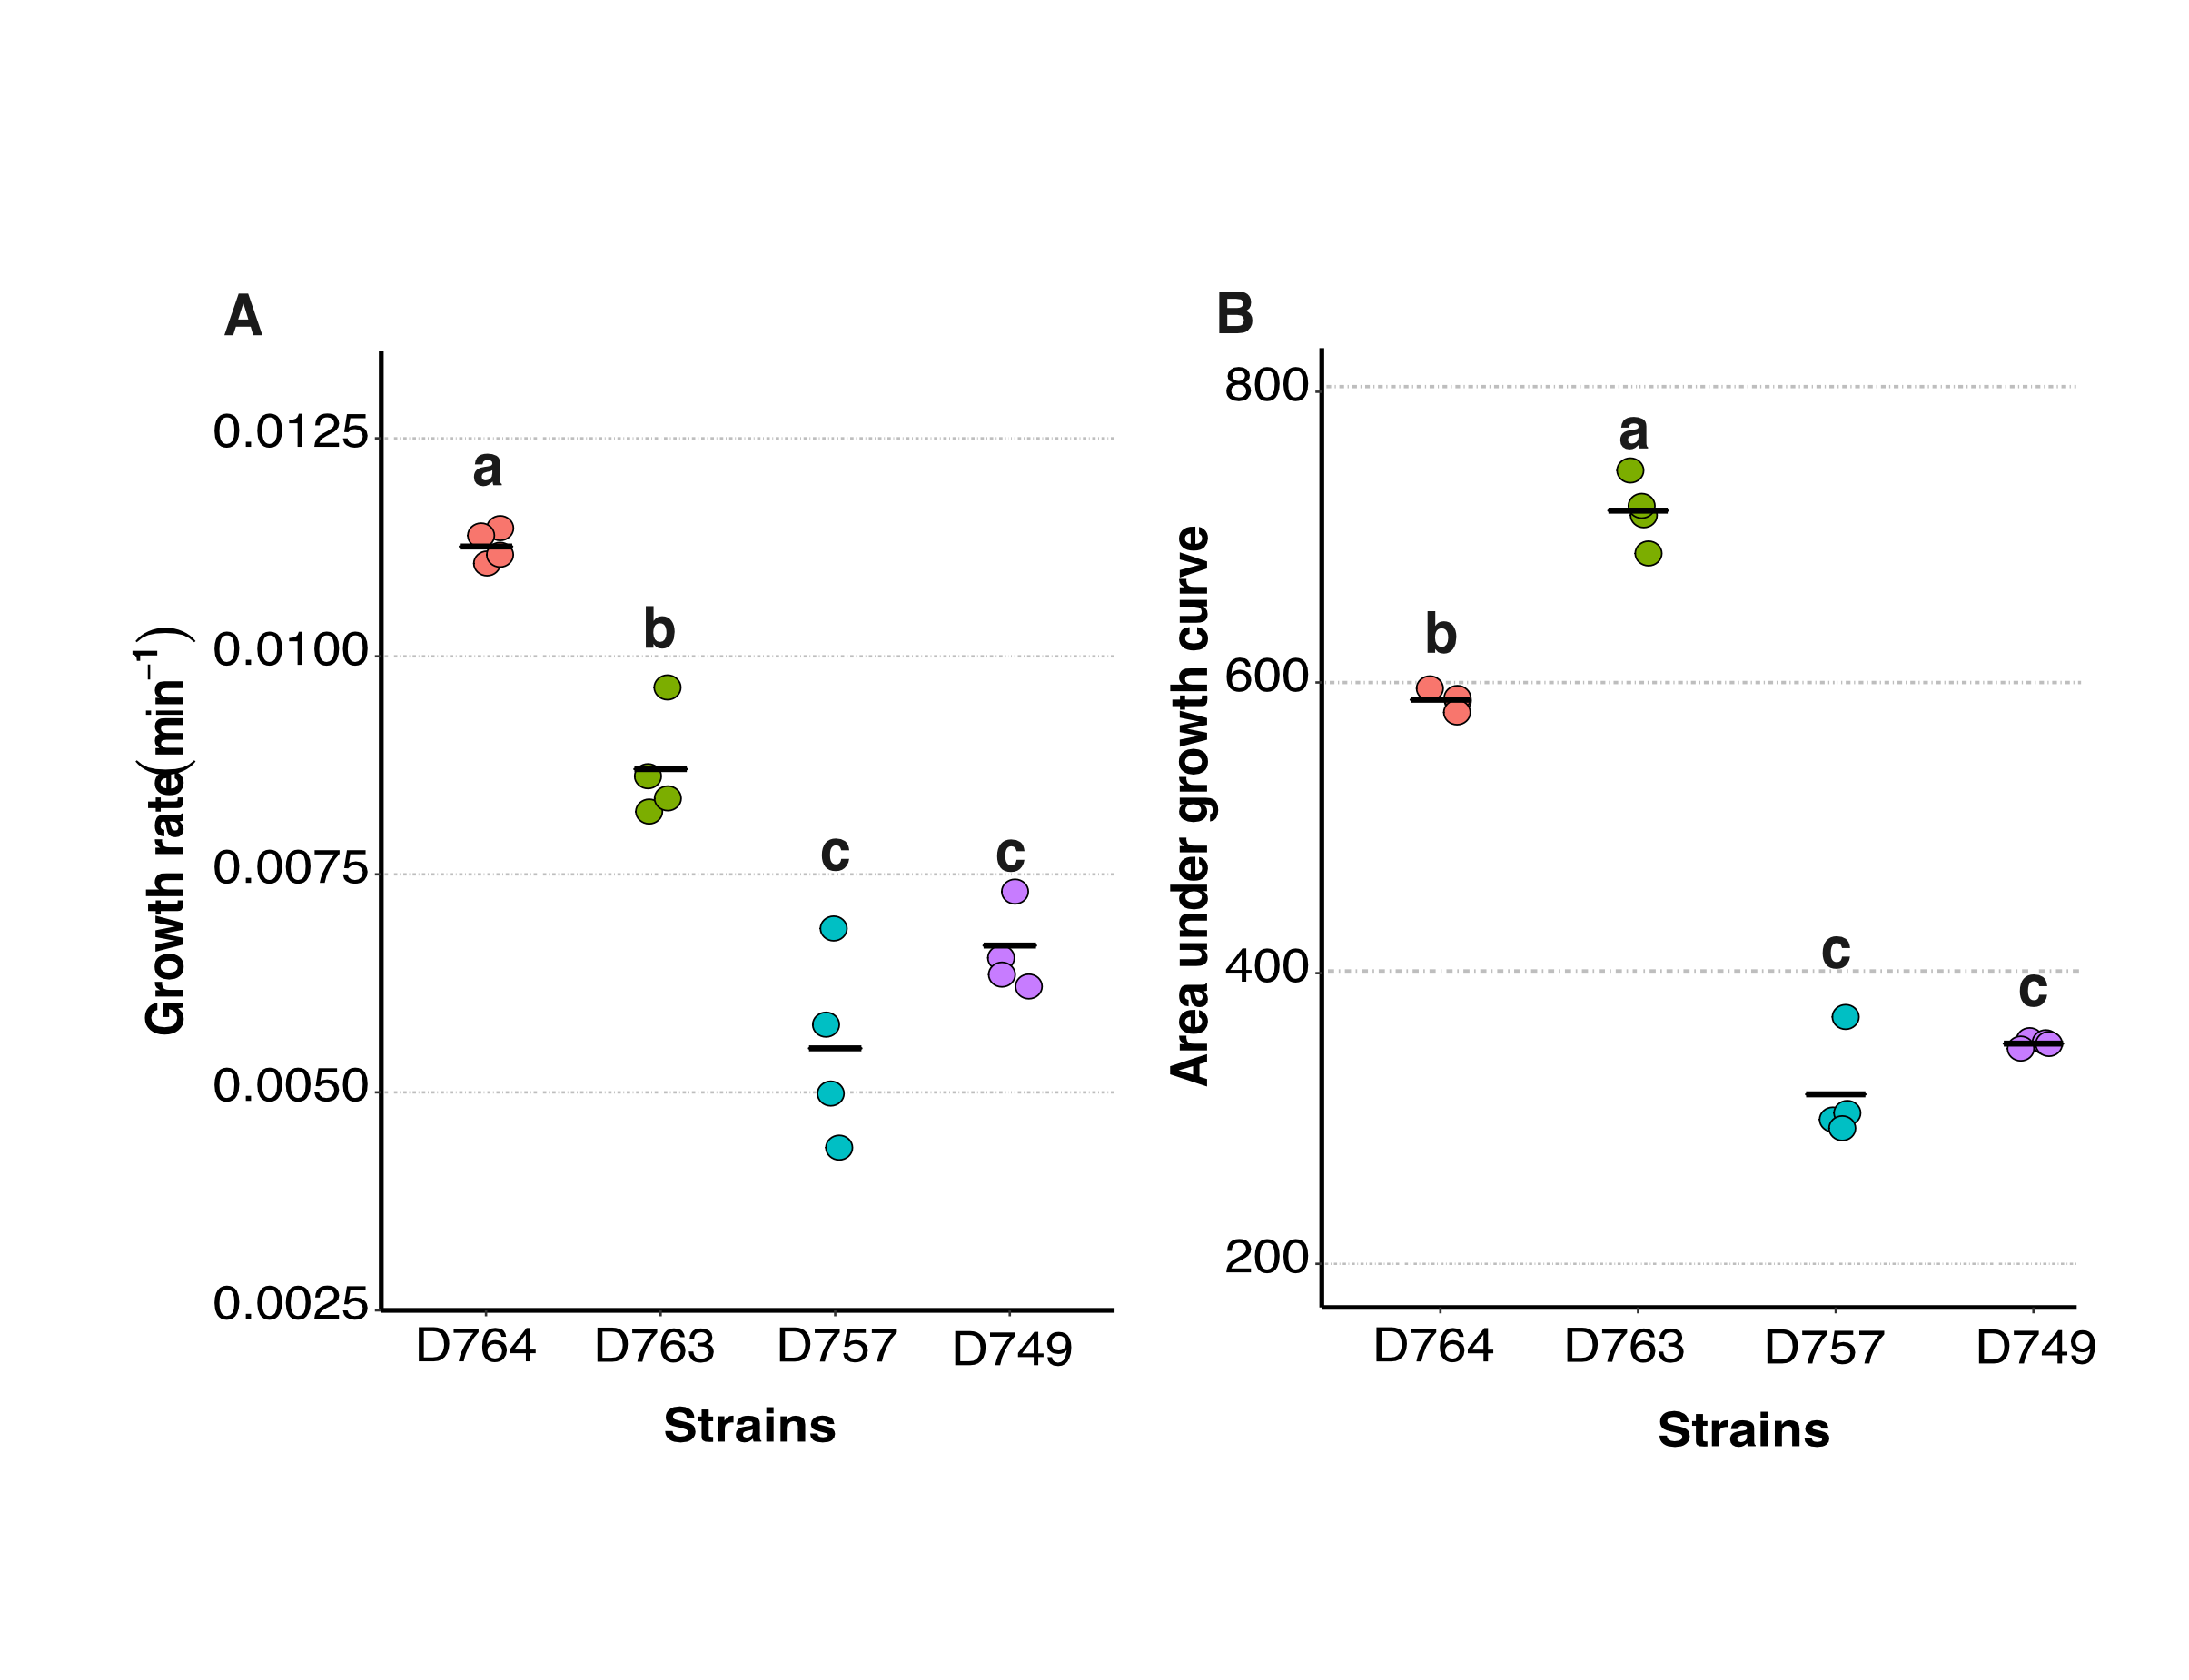 A
Growth rate(min⁻¹)
0.0125
0.0100
0.0075
0.0050
0.0025
a
b
c
c
D764
D763
D757
D749
Strains
B
Area under growth curve
800
600
400
200
b
a
c
c
D764
D763
D757
D749
Strains